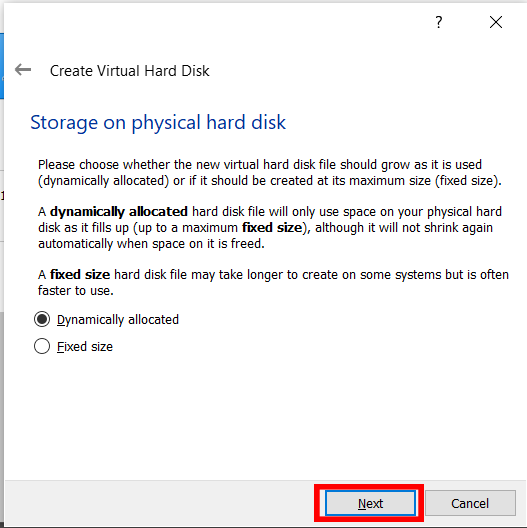 ?
Create Virtual Hard Disk
Storage on physical hard disk
Please choose whether the new virtual hard disk file should grow as it is used
(dynamically allocated) or if it should be created at its maximum size (fixed size).
A dynamically allocated hard disk file will only use space on your physical hard
disk as it fills up (up to a maximum fixed size), although it will not shrink again
automatically when space on it is freed.
A fixed size hard disk file may take longer to create on some systems but is often
faster to use.
Dynamically allocated
Fixed size
Next
Cancel